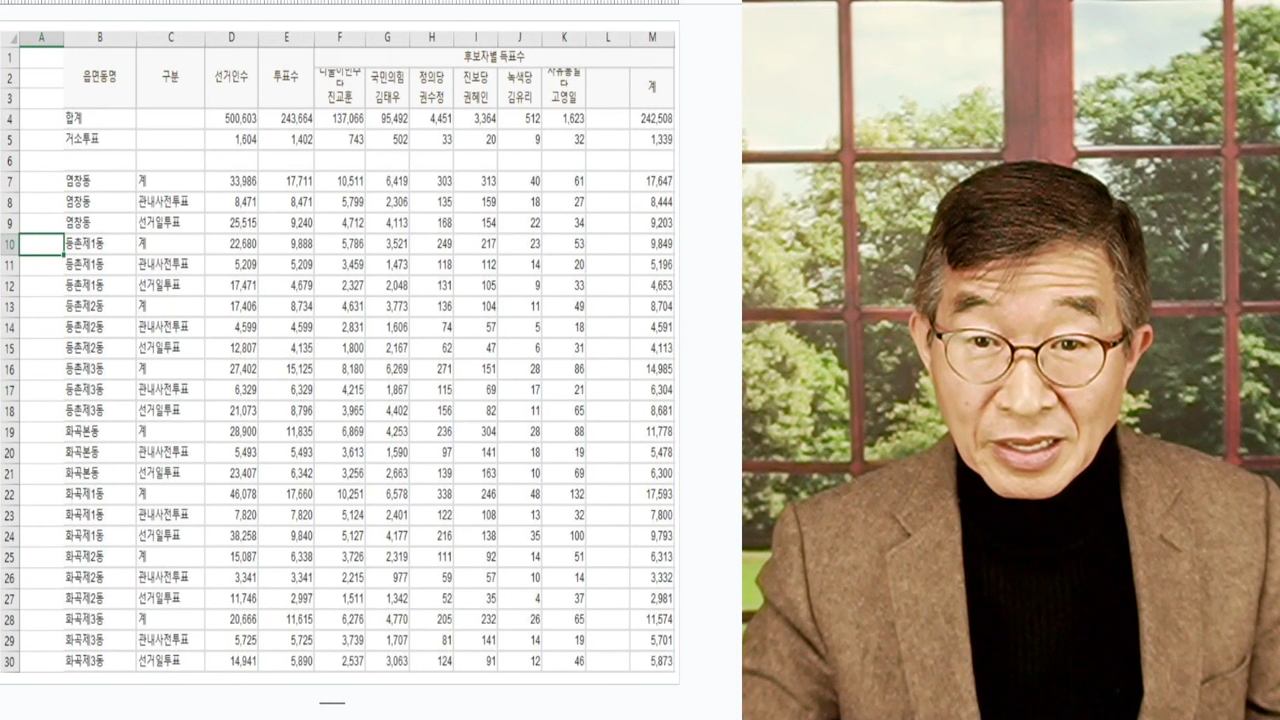 A B C D E F G H I J K L M
1 후보자별 득표수
2 읍면동명 구분 선거인수 투표수 국민의힘 정의당 진보당 녹색당 계
3 진교훈 김태우 권수정 권혜인 김유리 고영일
4 합계 500,603 243,664 137,066 95,492 4,451 3,364 512 1,623 242,508
5 거소투표 1,604 1,402 743 502 33 20 9 32 1,339
6
7 염창동 계 33,986 17,711 10,511 6,419 303 313 40 61 17,647
8 염창동 관내사전투표 8,471 8,471 5,799 2,306 135 159 18 27 8,444
9 염창동 선거일투표 25,515 9,240 4,712 4,113 168 154 22 34 9,203
10 등촌제1동 계 22,680 9,888 5,786 3,521 249 217 23 53 9,849
11 등촌제1동 관내사전투표 5,209 5,209 3,459 1,473 118 112 14 20 5,196
12 등촌제1동 선거일투표 17,471 4,679 2,327 2,048 131 105 9 33 4,653
13 등촌제2동 계 17,406 8,734 4,631 3,773 136 104 11 49 8,704
14 등촌제2동 관내사전투표 4,599 4,599 2,831 1,606 74 57 5 18 4,591
15 등촌제2동 선거일투표 12,807 4,135 1,800 2,167 62 47 6 31 4,113
16 등촌제3동 계 27,402 15,125 8,180 6,269 271 151 28 86 14,985
17 등촌제3동 관내사전투표 6,329 6,329 4,215 1,867 115 69 17 21 6,304
18 등촌제3동 선거일투표 21,073 8,796 3,965 4,402 156 82 11 65 8,681
19 화곡본동 계 28,900 11,835 6,869 4,253 236 304 28 88 11,778
20 화곡본동 관내사전투표 5,493 5,493 3,613 1,590 97 141 18 19 5,478
21 화곡본동 선거일투표 23,407 6,342 3,256 2,663 139 163 10 69 6,300
22 화곡제1동 계 46,078 17,660 10,251 6,578 338 246 48 132 17,593
23 화곡제1동 관내사전투표 7,820 7,820 5,124 2,401 122 108 13 32 7,800
24 화곡제1동 선거일투표 38,258 9,840 5,127 4,177 216 138 35 100 9,793
25 화곡제2동 계 15,087 6,338 3,726 2,319 111 92 14 51 6,313
26 화곡제2동 관내사전투표 3,341 3,341 2,215 977 59 57 10 14 3,332
27 화곡제2동 선거일투표 11,746 2,997 1,511 1,342 52 35 4 37 2,981
28 화곡제3동 계 20,666 11,615 6,276 4,770 205 232 26 65 11,574
29 화곡제3동 관내사전투표 5,725 5,725 3,739 1,707 81 141 14 19 5,701
30 화곡제3동 선거일투표 14,941 5,890 2,537 3,063 124 91 12 46 5,873